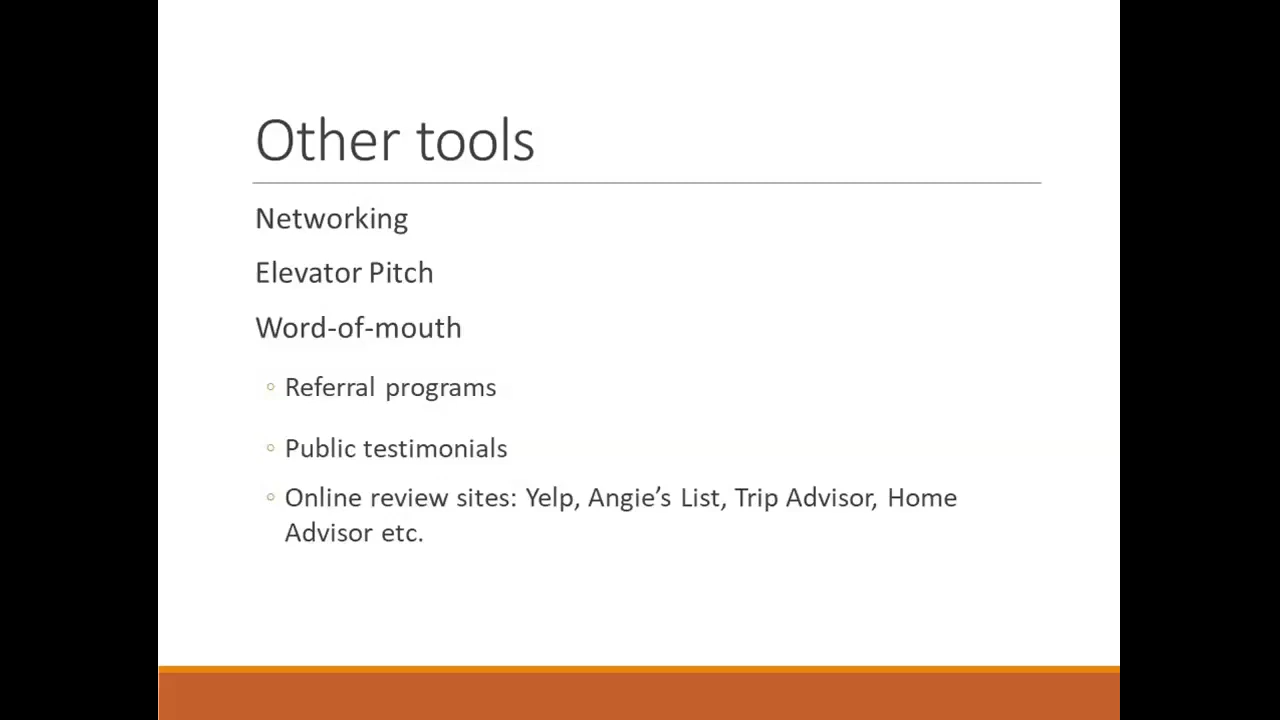 Other tools
Networking
Elevator Pitch
Word-of-mouth
◦ Referral programs
◦ Public testimonials
◦ Online review sites: Yelp, Angie’s List, Trip Advisor, Home
Advisor etc.